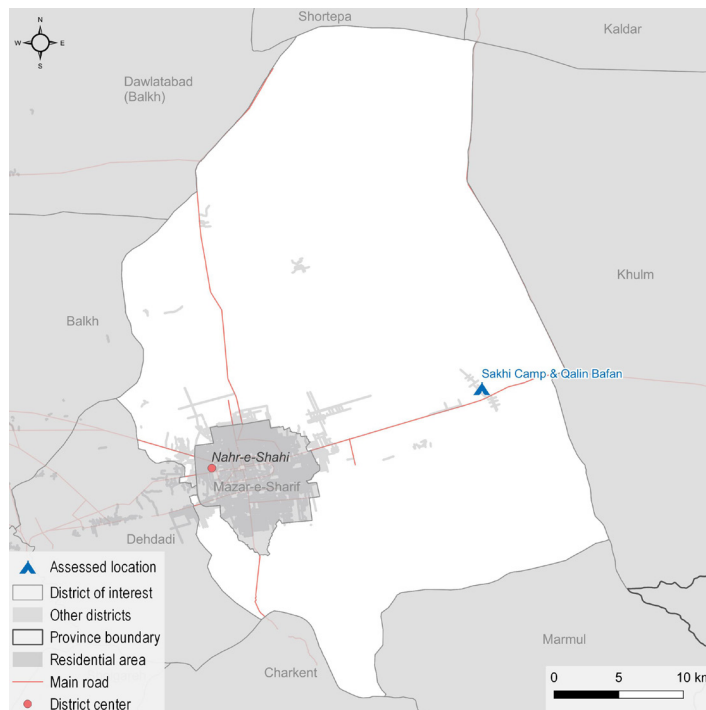 Shortepa
Kaldar
N
W
E
S
Dawlatabad
(Balkh)
Khulm
Balkh
Sakhi Camp & Qalin Bafan
Nahr-e-Shahi
Mazar-e-Sharif
Dehdadi
Marmul
Charkent
Assessed location
District of interest
Other districts
Province boundary
Residential area
Main road
District center
0 5 10 km